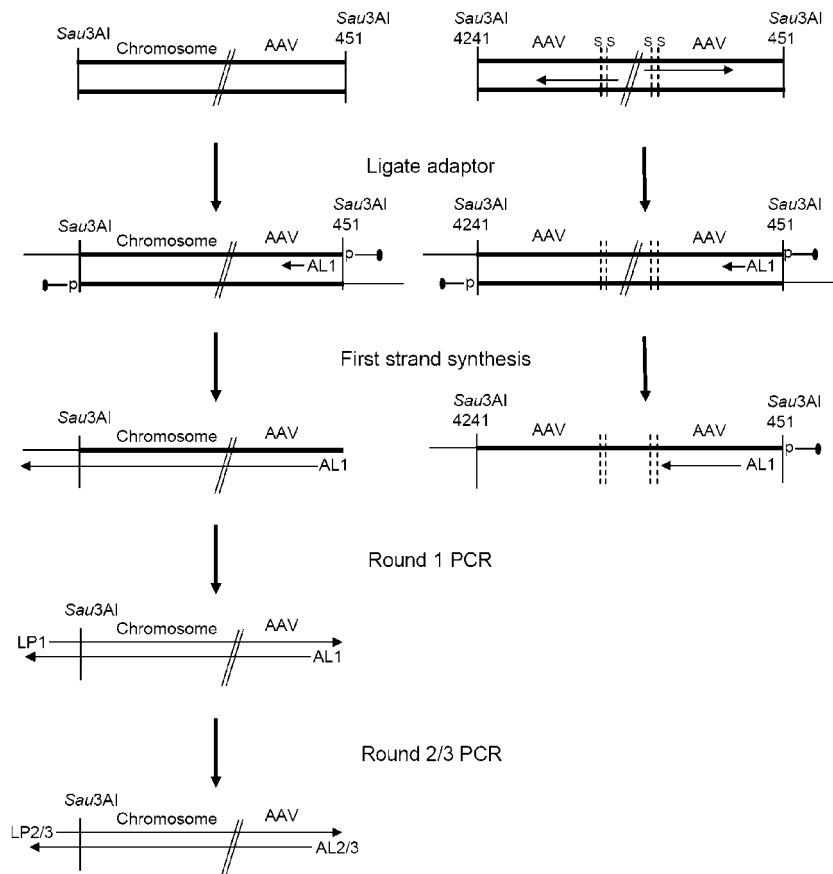 Sau3AI
Chromosome
AAV
Sau3AI
451
Sau3AI
4241
AAV
S S
S S
AAV
Sau3AI
451
Ligate adaptor
Sau3AI
Chromosome
AAV
Sau3AI
451
p
AL1
p
Sau3AI
4241
AAV
AAV
Sau3AI
451
p
AL1
p
First strand synthesis
Sau3AI
Chromosome
AAV
AL1
Sau3AI
4241
AAV
AAV
Sau3AI
451
p
AL1
Round 1 PCR
Sau3AI
Chromosome
AAV
LP1
AL1
Round 2/3 PCR
Sau3AI
Chromosome
AAV
LP2/3
AL2/3